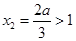 x₂ = 2a/3 > 1